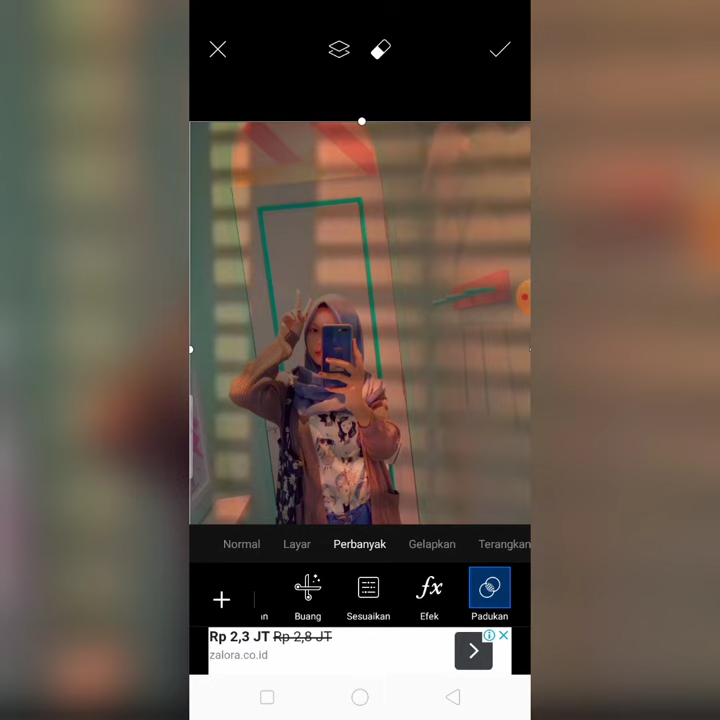 Normal Layar Perbanyak Gelapkan Terangkan
Buang Sesuaikan Efek Padukan
fx
Rp 2,3 JT Rp 2,8 JT
zalora.co.id